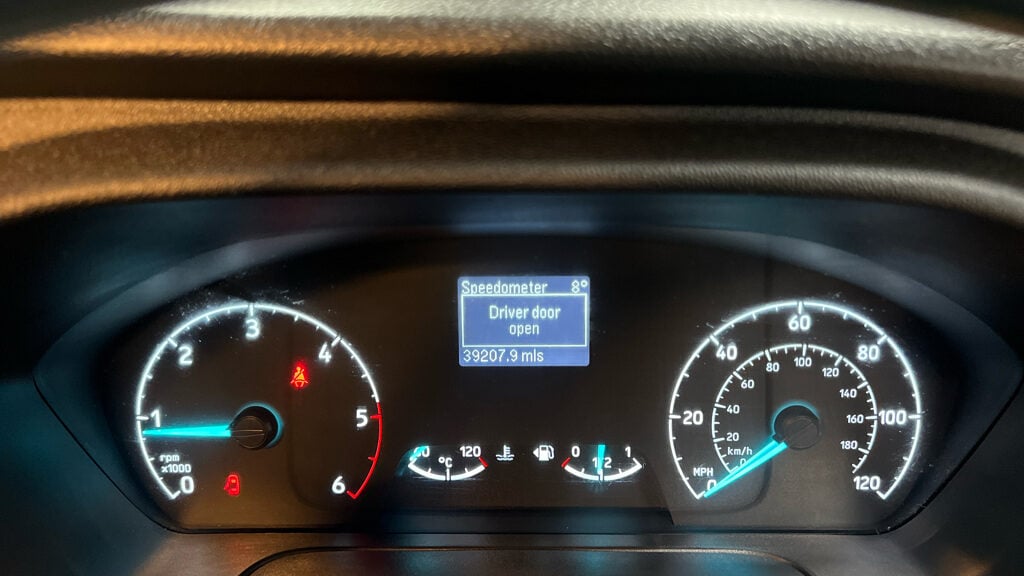 Speedometer 8°
Driver door
open
39207.9 mls
0 1 2 3 4 5 6
rpm
x1000
120
°C
0 1/2 1
0 20 40 60 80 100 120
MPH
0 20 40 60 80 100 120 140 160 180
km/h